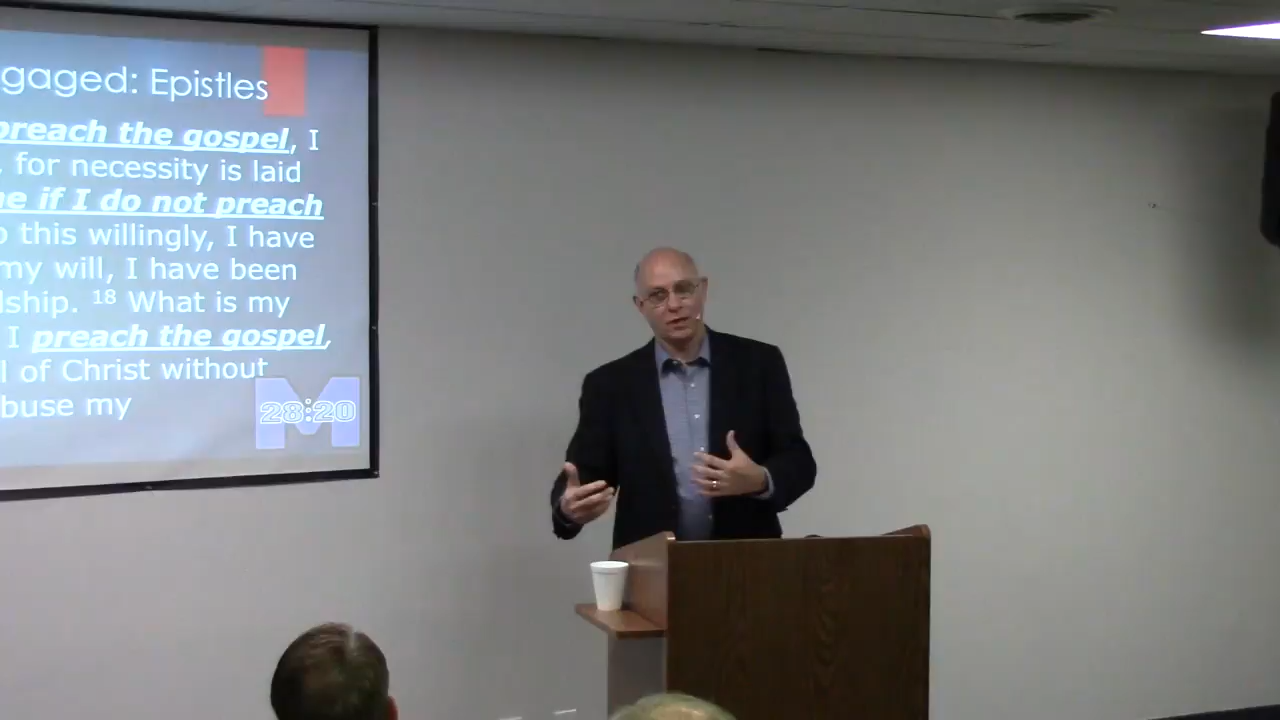 gaged: Epistles
preach the gospel, I
for necessity is laid
e if I do not preach
this willingly, I have
my will, I have been
dship. 18 What is my
I preach the gospel,
of Christ without
buse my
M
28:20